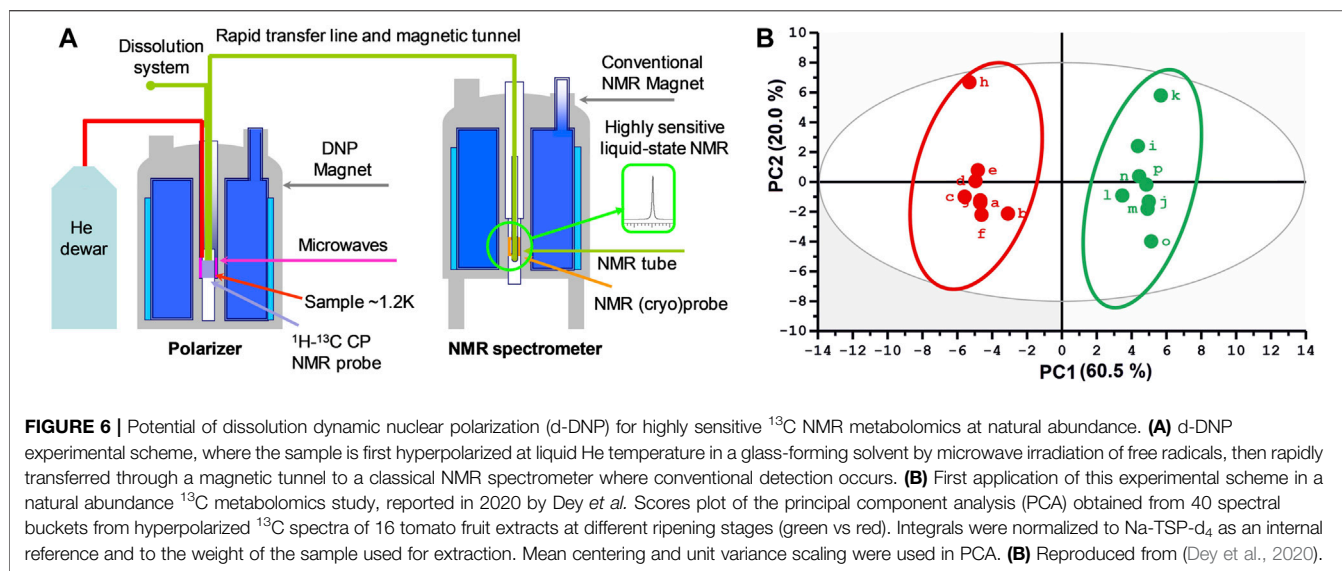 A
Dissolution
system
Rapid transfer line and magnetic tunnel
Conventional
NMR Magnet
Highly sensitive
liquid-state NMR
DNP
Magnet
He
dewar
Microwaves
NMR tube
Sample ~1.2K
NMR (cryo)probe
¹H-¹³C CP
NMR probe
Polarizer
NMR spectrometer
B
10
8
6
4
2
0
-2
-4
-6
-8
-10
PC2 (20.0 %)
h
k
i
e
d
n
p
c
g
a
b
f
l
m
j
o
-14 -12 -10 -8 -6 -4 -2 0 2 4 6 8 10 12 14
PC1 (60.5 %)
FIGURE 6 | Potential of dissolution dynamic nuclear polarization (d-DNP) for highly sensitive ¹³C NMR metabolomics at natural abundance. (A) d-DNP
experimental scheme, where the sample is first hyperpolarized at liquid He temperature in a glass-forming solvent by microwave irradiation of free radicals, then rapidly
transferred through a magnetic tunnel to a classical NMR spectrometer where conventional detection occurs. (B) First application of this experimental scheme in a
natural abundance ¹³C metabolomics study, reported in 2020 by Dey et al. Scores plot of the principal component analysis (PCA) obtained from 40 spectral
buckets from hyperpolarized ¹³C spectra of 16 tomato fruit extracts at different ripening stages (green vs red). Integrals were normalized to Na-TSP-d₄ as an internal
reference and to the weight of the sample used for extraction. Mean centering and unit variance scaling were used in PCA. (B) Reproduced from (Dey et al., 2020).